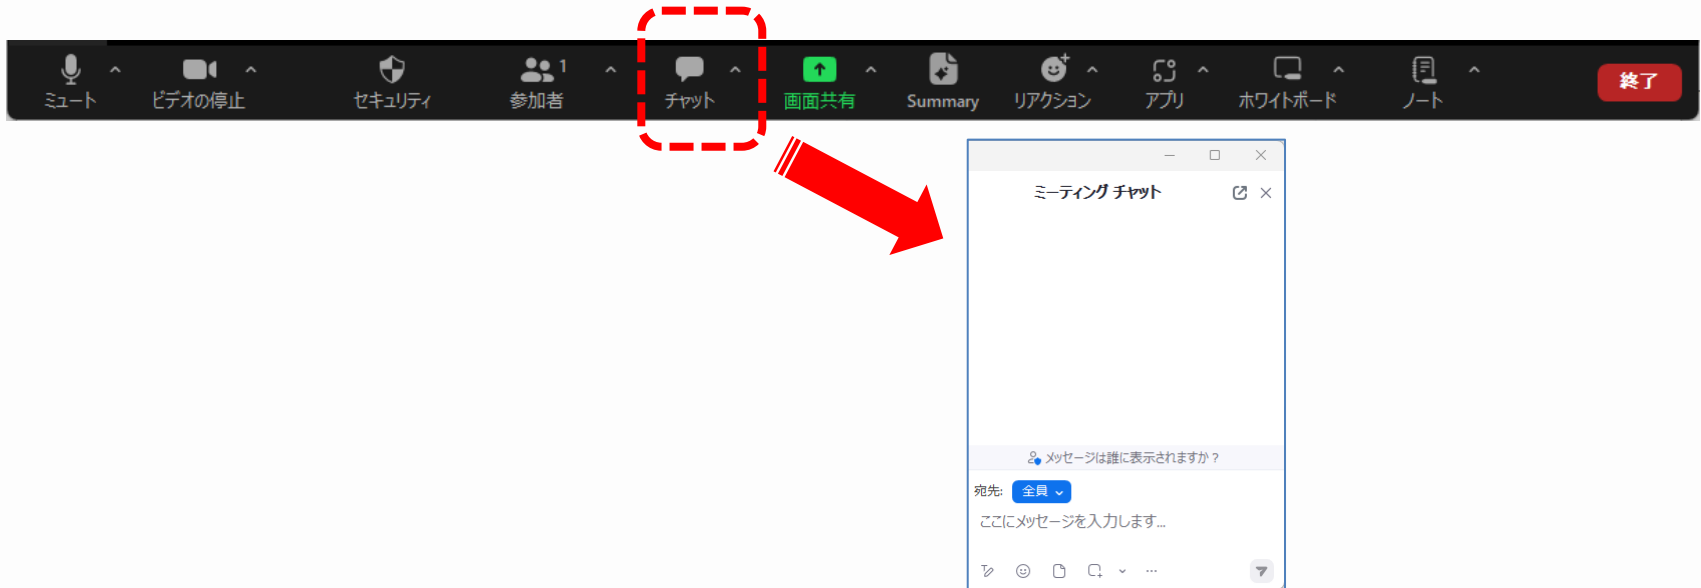 ミュート ビデオの停止 セキュリティ 参加者 1 チャット 画面共有 Summary リアクション アプリ ホワイトボード ノート 終了
ミーティング チャット
メッセージは誰に表示されますか？
宛先: 全員
ここにメッセージを入力します...